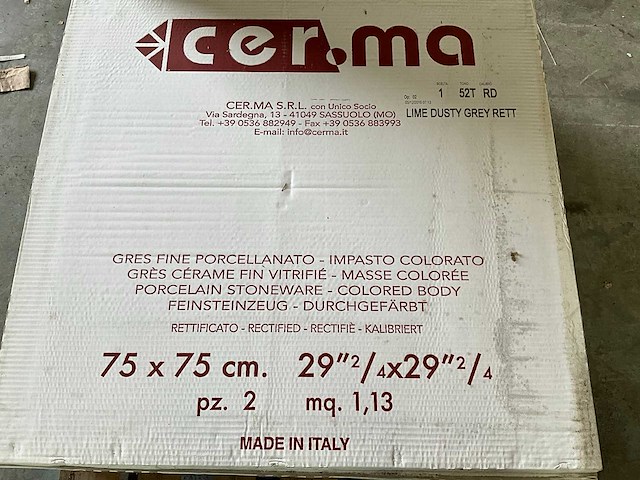 cer.ma
1 52T RD
LIME DUSTY GREY RETT
CER.MA S.R.L. con Unico Socio
Via Sardegna, 13 - 41049 SASSUOLO (MO)
Tel. +39 0536 882949 - Fax +39 0536 883993
E-mail: info@cerma.it
GRES FINE PORCELLANATO - IMPASTO COLORATO
GRÈS CÉRAME FIN VITRIFIÉ - MASSE COLORÉE
PORCELAIN STONEWARE - COLORED BODY
FEINSTEINZEUG - DURCHGEFÄRBT
RETTIFICATO - RECTIFIED - RECTIFIÈ - KALIBRIERT
75 x 75 cm. 29"2/4x29"2/4
pz. 2 mq. 1,13
MADE IN ITALY